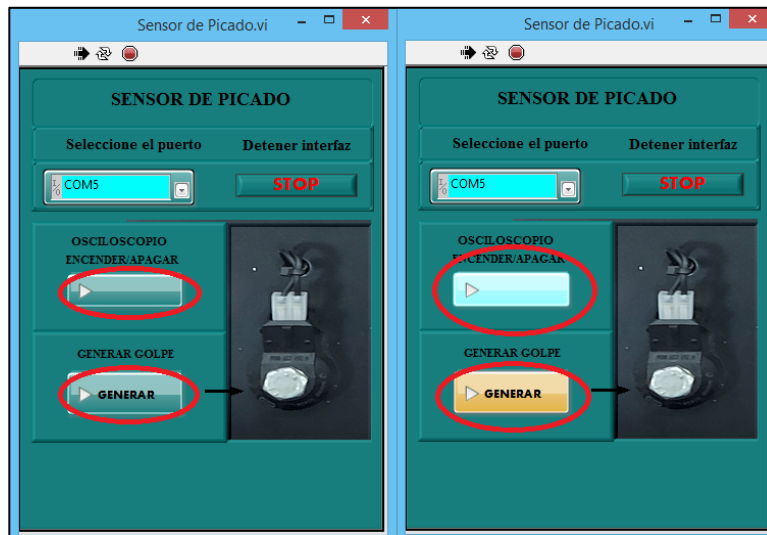 Sensor de Picado.vi
SENSOR DE PICADO
Seleccione el puerto Detener interfaz
COM5 STOP
OSCILOSCOPIO
ENCENDER/APAGAR
GENERAR GOLPE
GENERAR
Sensor de Picado.vi
SENSOR DE PICADO
Seleccione el puerto Detener interfaz
COM5 STOP
OSCILOSCOPIO
ENCENDER/APAGAR
GENERAR GOLPE
GENERAR